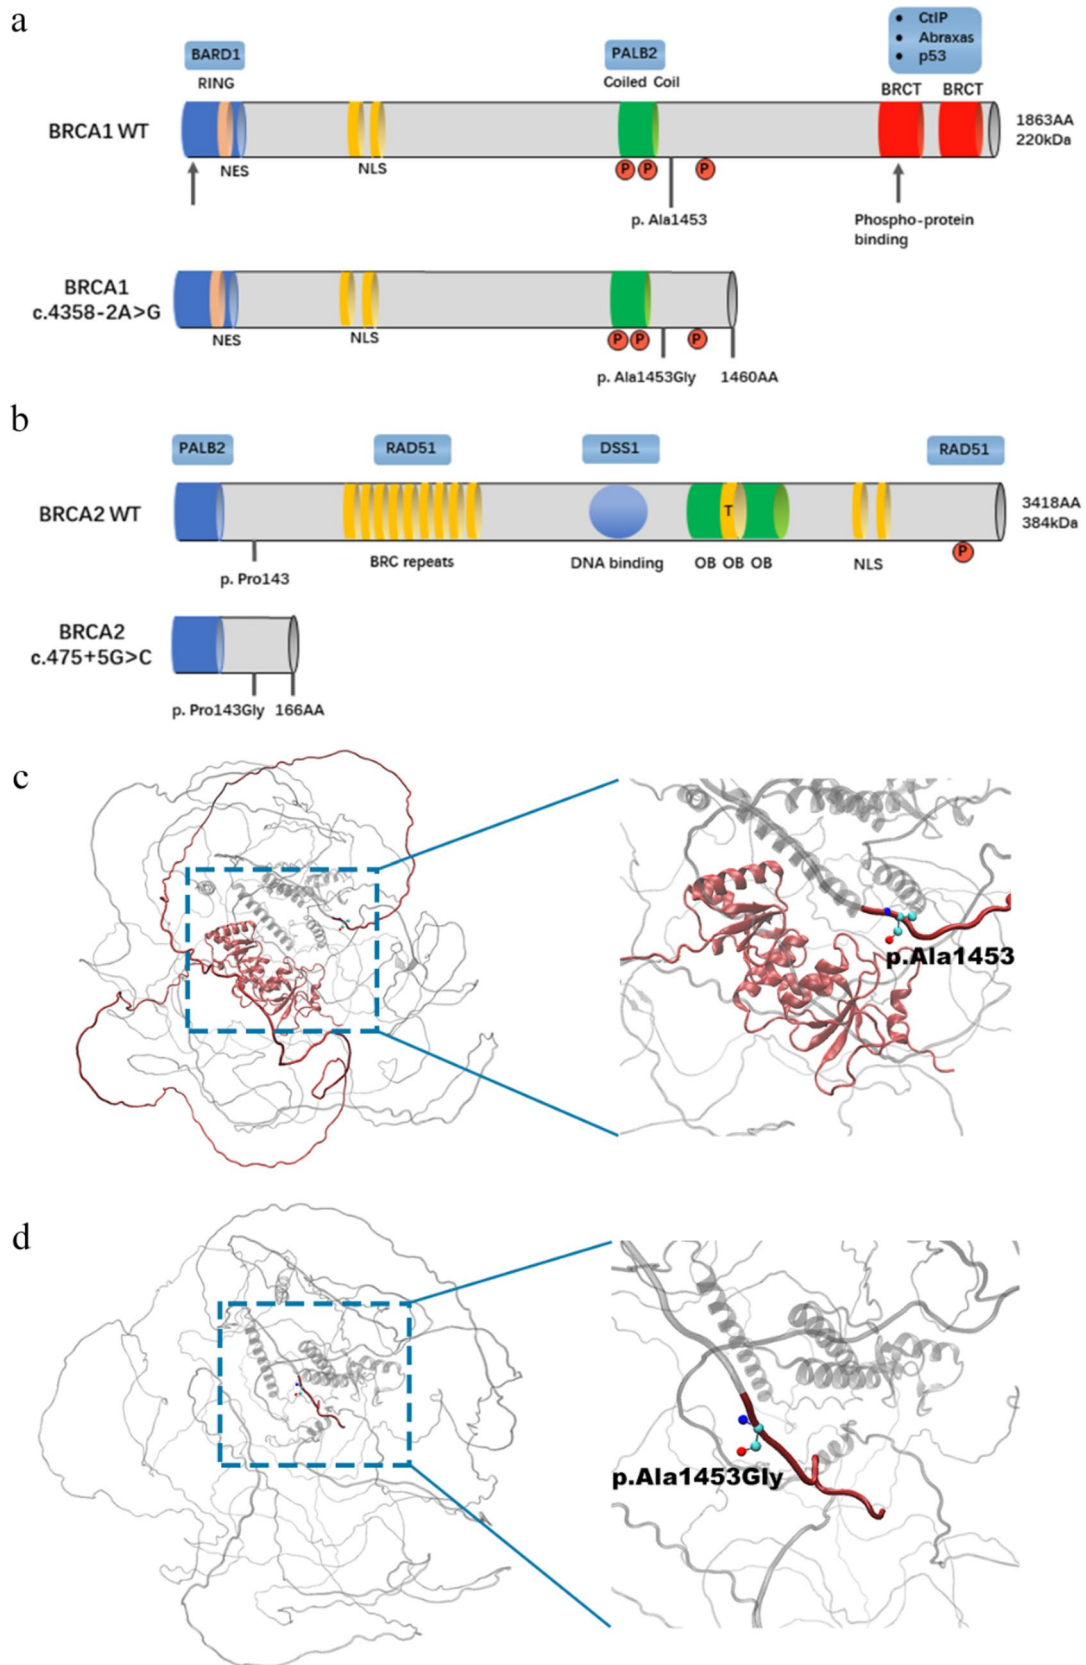 a
• CtIP
• Abraxas
• p53
BARD1
PALB2
RING
Coiled Coil
BRCT BRCT
BRCA1 WT
1863AA
220kDa
NES
NLS
P P P
p. Ala1453
Phospho-protein
binding
BRCA1
c.4358-2A>G
NES
NLS
P P P
p. Ala1453Gly 1460AA
b
PALB2
RAD51
DSS1
RAD51
BRCA2 WT
T
3418AA
384kDa
P
BRC repeats
DNA binding
OB OB OB
NLS
p. Pro143
BRCA2
c.475+5G>C
p. Pro143Gly 166AA
c
p.Ala1453
d
p.Ala1453Gly